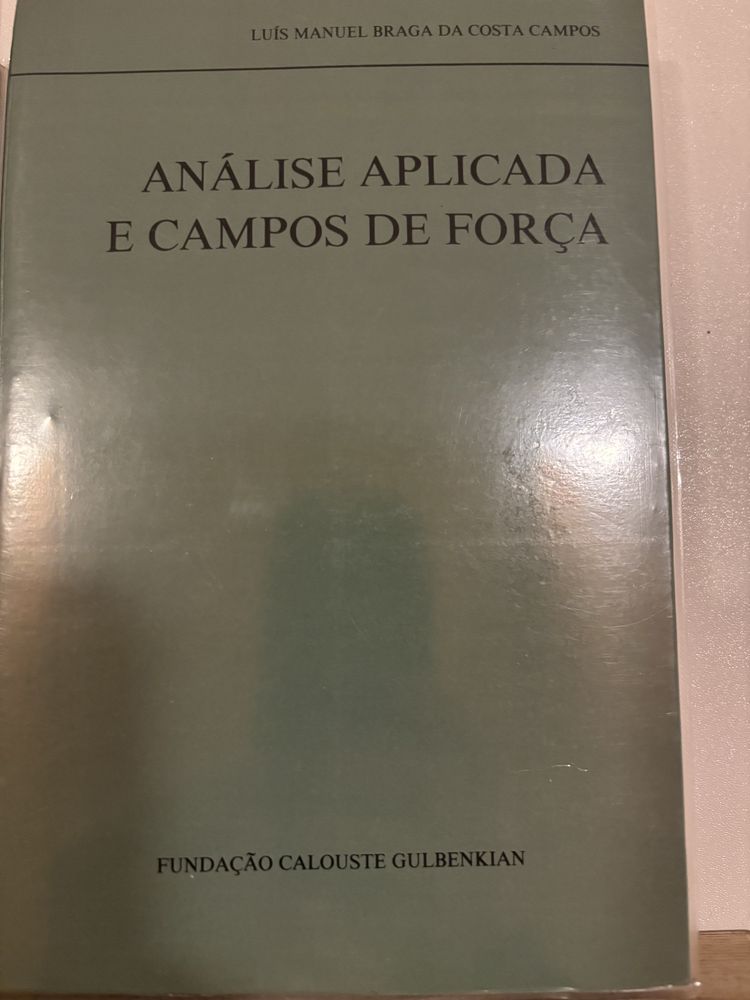 LUÍS MANUEL BRAGA DA COSTA CAMPOS
ANÁLISE APLICADA
E CAMPOS DE FORÇA
FUNDAÇÃO CALOUSTE GULBENKIAN